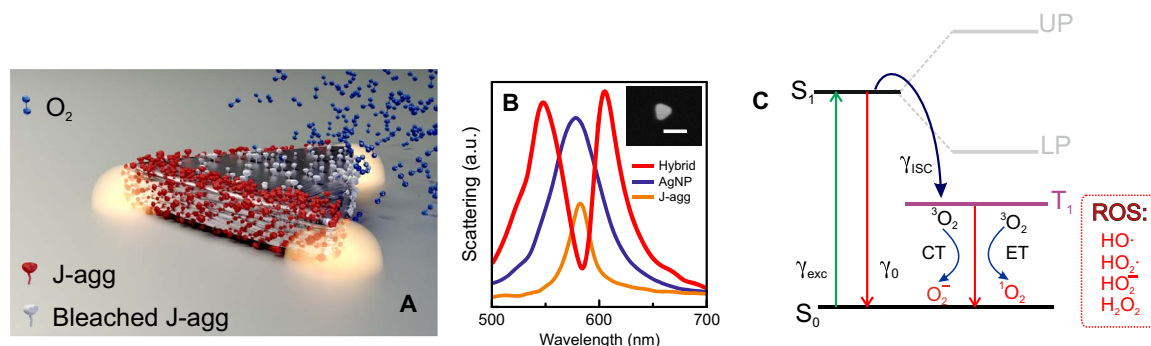 O₂
J-agg
Bleached J-agg
A
B
Hybrid
AgNP
J-agg
Scattering (a.u.)
500
600
700
Wavelength (nm)
C
UP
S₁
LP
γISC
T₁
³O₂
³O₂
CT
ET
O₂⁻
¹O₂
γexc
γ₀
S₀
ROS:
HO·
HO₂·
HO₂⁻
H₂O₂